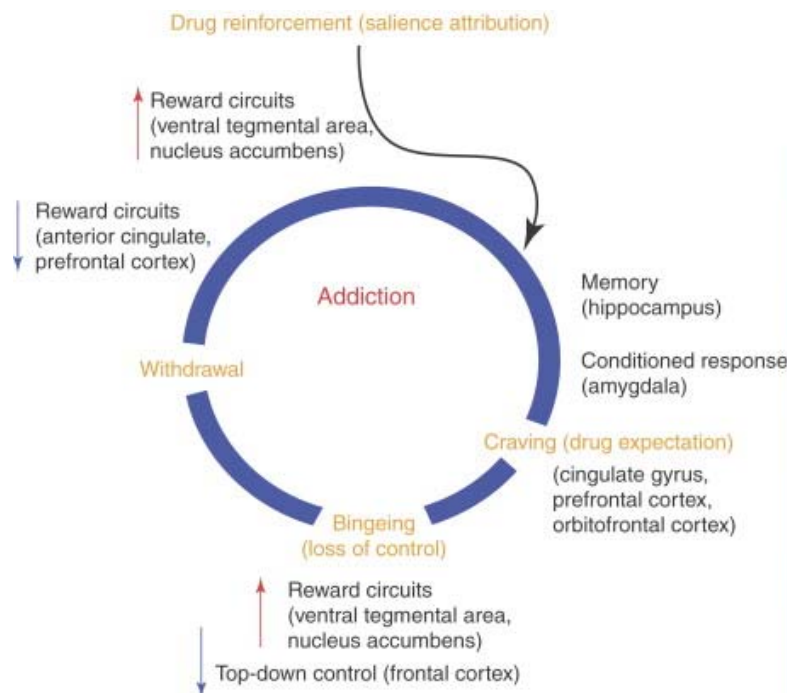 Drug reinforcement (salience attribution)
Reward circuits
(ventral tegmental area,
nucleus accumbens)
Reward circuits
(anterior cingulate,
prefrontal cortex)
Addiction
Memory
(hippocampus)
Conditioned response
(amygdala)
Withdrawal
Craving (drug expectation)
(cingulate gyrus,
prefrontal cortex,
orbitofrontal cortex)
Bingeing
(loss of control)
Reward circuits
(ventral tegmental area,
nucleus accumbens)
Top-down control (frontal cortex)